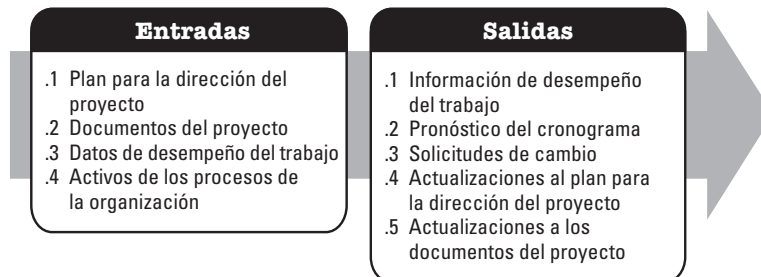 Entradas
.1 Plan para la dirección del
proyecto
.2 Documentos del proyecto
.3 Datos de desempeño del trabajo
.4 Activos de los procesos de
la organización
Salidas
.1 Información de desempeño
del trabajo
.2 Pronóstico del cronograma
.3 Solicitudes de cambio
.4 Actualizaciones al plan para
la dirección del proyecto
.5 Actualizaciones a los
documentos del proyecto